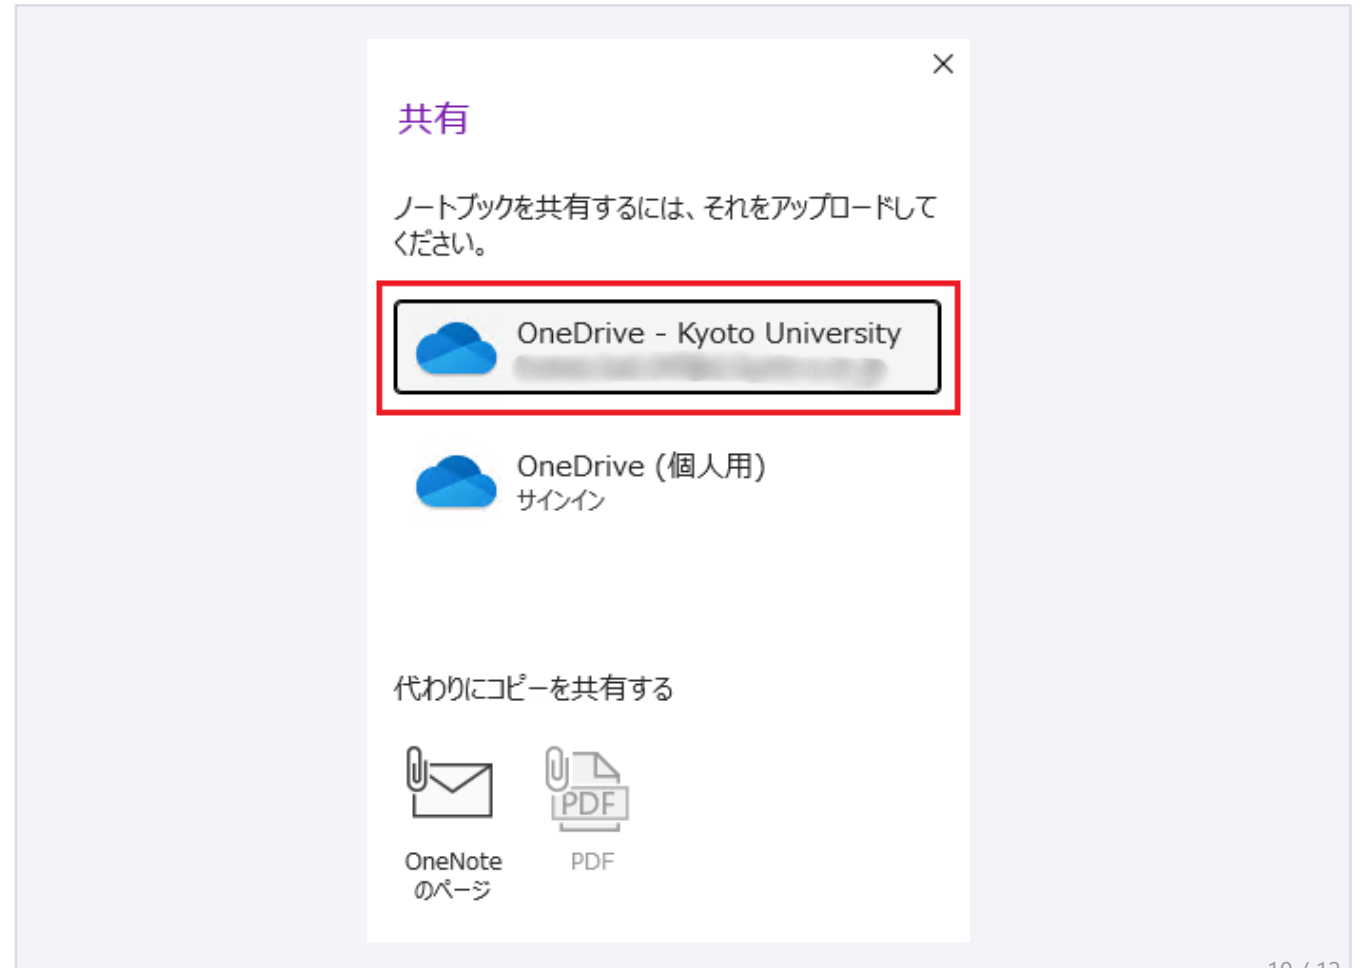 共有
ノートブックを共有するには、それをアップロードして
ください。
OneDrive - Kyoto University
OneDrive (個人用)
サインイン
代わりにコピーを共有する
PDF
OneNote
のページ
PDF